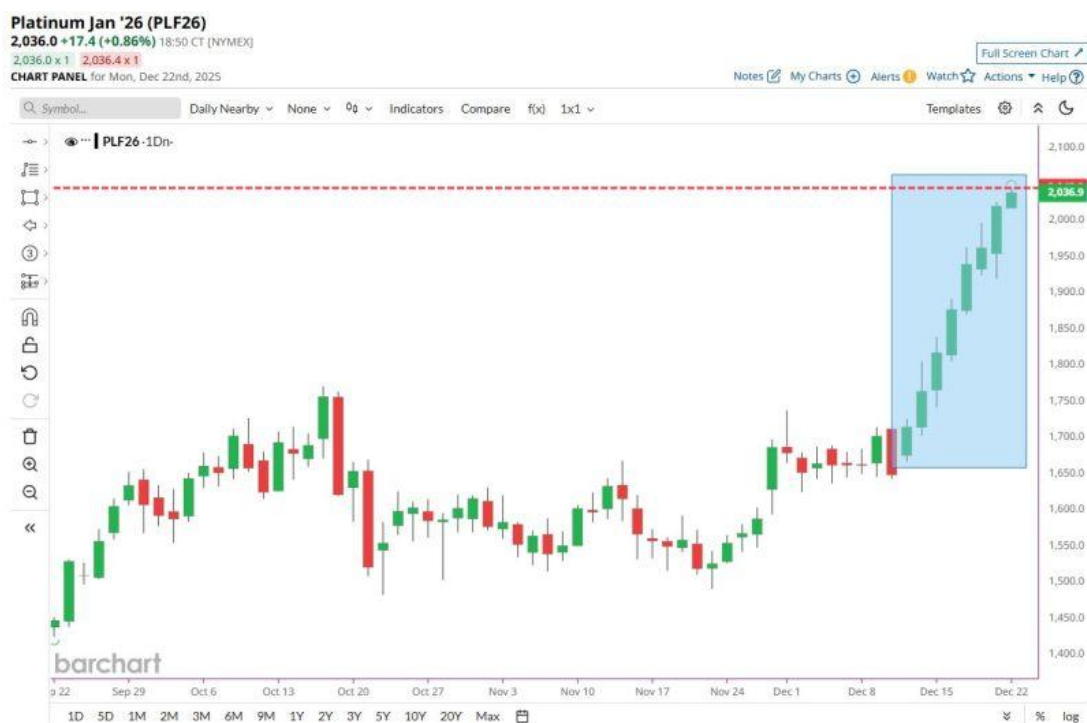 Platinum Jan '26 (PLF26)
2,036.0 +17.4 (+0.86%) 18:50 CT [NYMEX]
2,036.0 x 1 2,036.4 x 1
Full Screen Chart
CHART PANEL for Mon, Dec 22nd, 2025
Notes My Charts Alerts Watch Actions Help
Symbol... Daily Nearby None Indicators Compare f(x) 1x1 Templates
PLF26 -1Dn-
2,100.0
2,036.9
2,000.0
1,950.0
1,900.0
1,850.0
1,800.0
1,750.0
1,700.0
1,650.0
1,600.0
1,550.0
1,500.0
1,450.0
1,400.0
3
barchart
22 Sep 29 Oct 6 Oct 13 Oct 20 Oct 27 Nov 3 Nov 10 Nov 17 Nov 24 Dec 1 Dec 8 Dec 15 Dec 22
1D 5D 1M 2M 3M 6M 9M 1Y 2Y 3Y 5Y 10Y 20Y Max % log